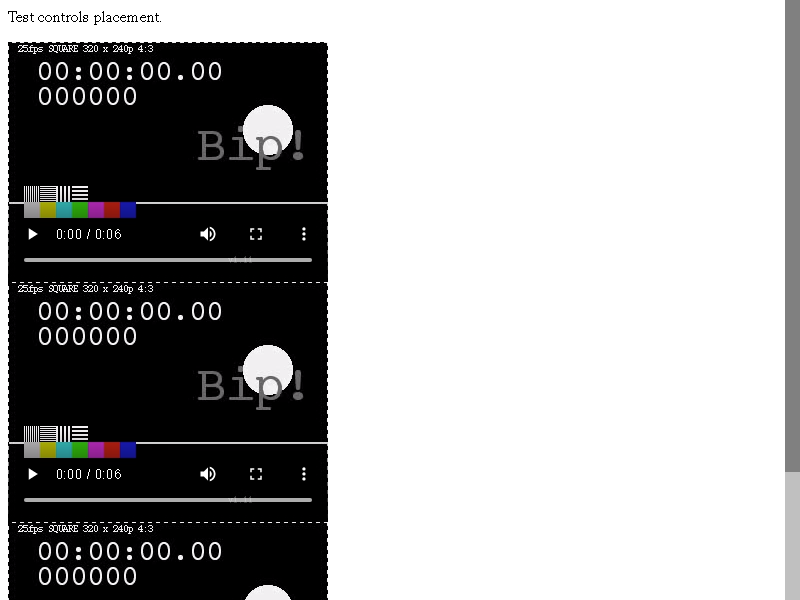 Test controls placement.
25fps SQUARE 320 x 240p 4:3
00:00:00.00
000000
Bip!
0:00 / 0:06
25fps SQUARE 320 x 240p 4:3
00:00:00.00
000000
Bip!
0:00 / 0:06
25fps SQUARE 320 x 240p 4:3
00:00:00.00
000000